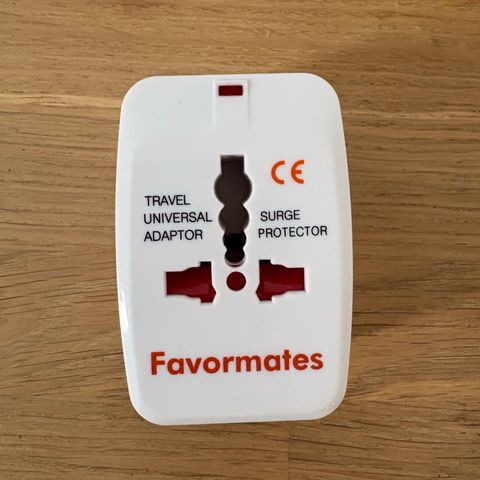 CE
TRAVEL
UNIVERSAL
ADAPTOR
SURGE
PROTECTOR
Favormates